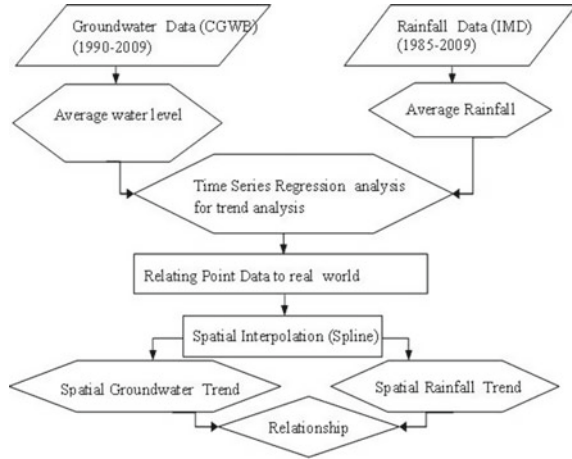 Groundwater Data (CGWB)
(1990-2009)
Rainfall Data (IMD)
(1985-2009)
Average water level
Average Rainfall
Time Series Regression analysis
for trend analysis
Relating Point Data to real world
Spatial Interpolation (Spline)
Spatial Groundwater Trend
Spatial Rainfall Trend
Relationship